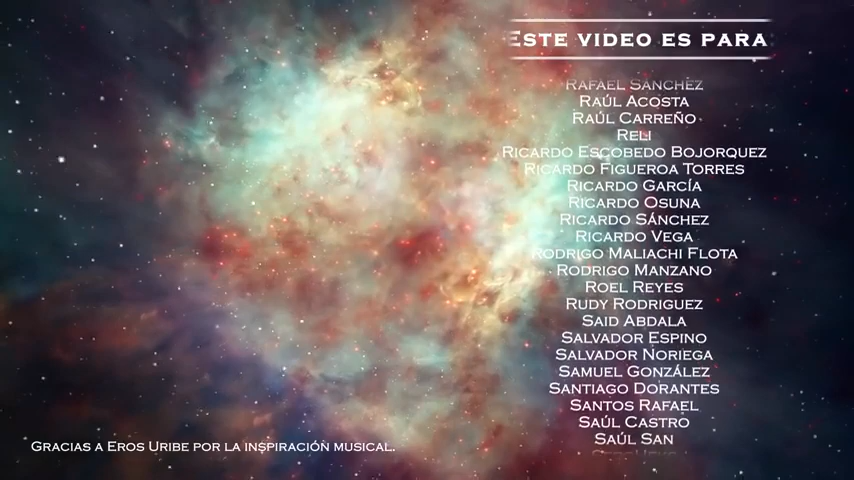 Este video es para
Rafael Sánchez
Raúl Acosta
Raúl Carreño
Reli
Ricardo Escobedo Bojorquez
Ricardo Figueroa Torres
Ricardo García
Ricardo Osuna
Ricardo Sánchez
Ricardo Vega
Rodrigo Maliachi Flota
Rodrigo Manzano
Roel Reyes
Rudy Rodriguez
Said Abdala
Salvador Espino
Salvador Noriega
Samuel González
Santiago Dorantes
Santos Rafael
Saúl Castro
Saúl San
Gracias a Eros Uribe por la inspiración musical.